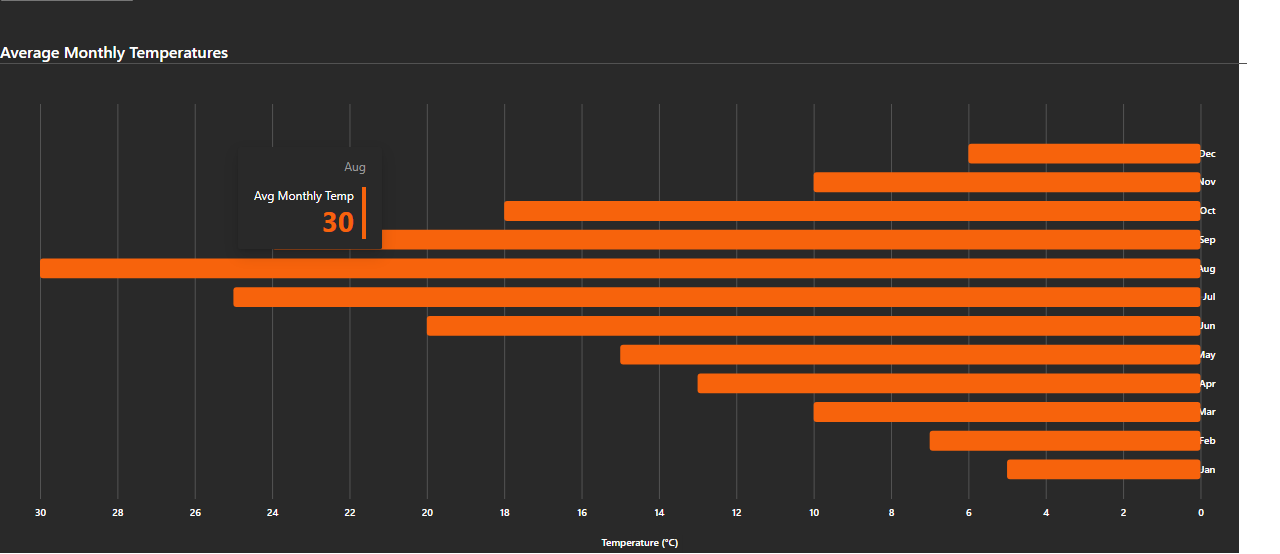 Average Monthly Temperatures
Aug
Avg Monthly Temp
30
Dec
Nov
Oct
Sep
Aug
Jul
Jun
May
Apr
Mar
Feb
Jan
30 28 26 24 22 20 18 16 14 12 10 8 6 4 2 0
Temperature (°C)